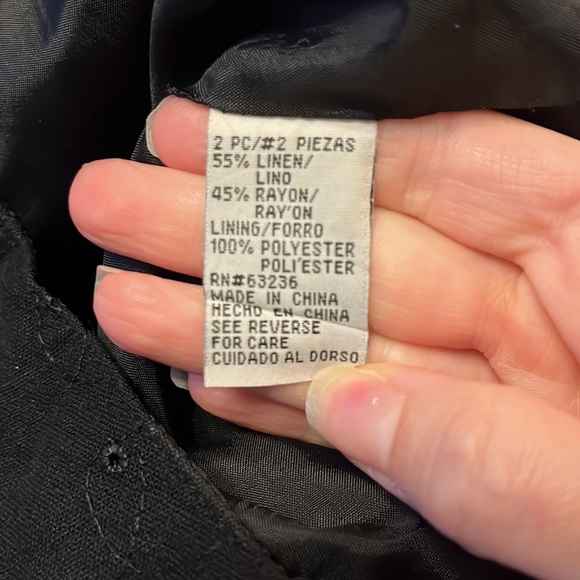 2 PC/#2 PIEZAS
55% LINEN/
LINO
45% RAYON/
RAY'ON
LINING/FORRO
100% POLYESTER
POLI'ESTER
RN#63236
MADE IN CHINA
HECHO EN CHINA
SEE REVERSE
FOR CARE
CUIDADO AL DORSO